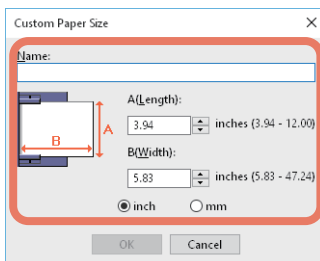 Custom Paper Size
Name:
A(Length):
A
3.94 inches (3.94 - 12.00)
B
B(Width):
5.83 inches (5.83 - 47.24)
inch mm
OK Cancel